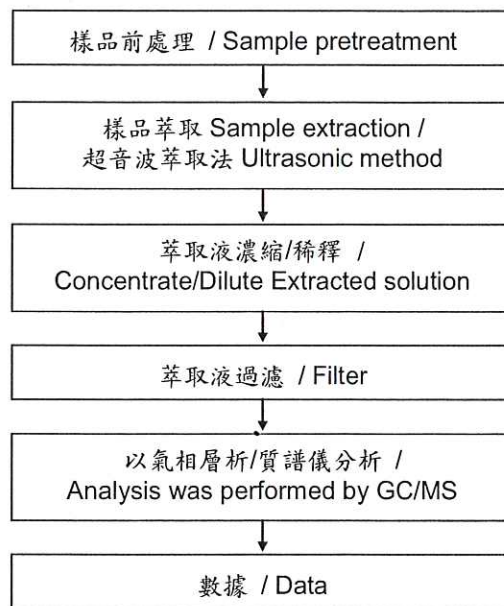 樣品前處理 / Sample pretreatment
樣品萃取 Sample extraction /
超音波萃取法 Ultrasonic method
萃取液濃縮/稀釋 /
Concentrate/Dilute Extracted solution
萃取液過濾 / Filter
以氣相層析/質譜儀分析 /
Analysis was performed by GC/MS
數據 / Data